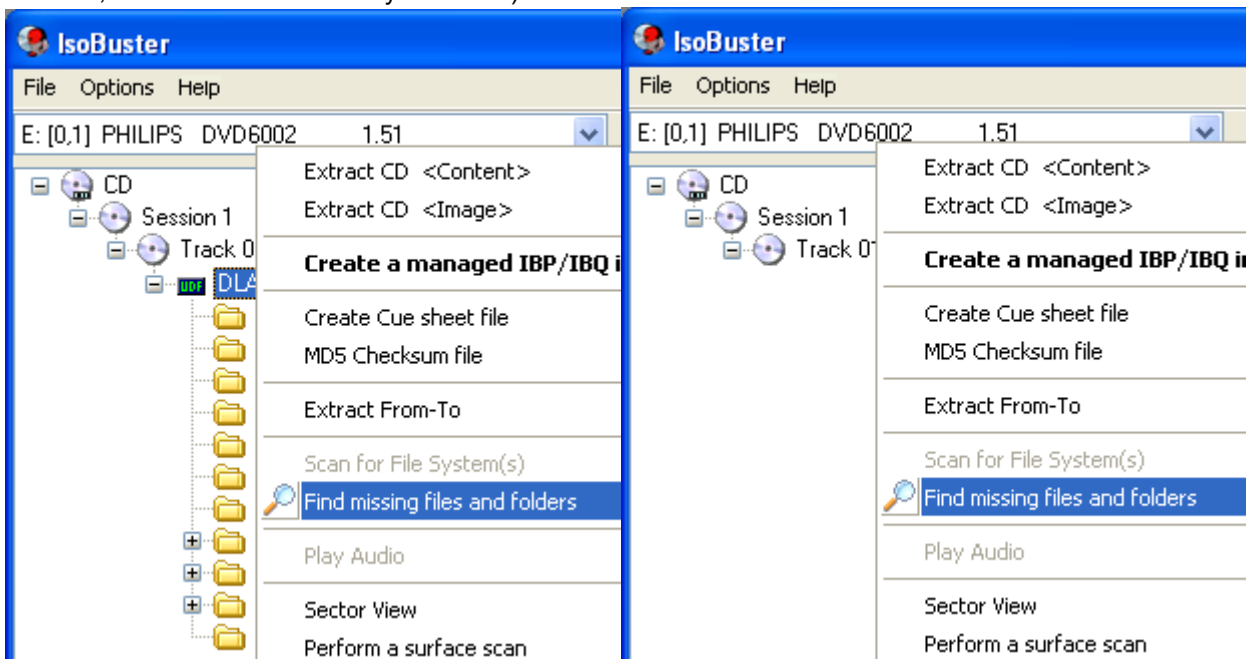 IsoBuster
File Options Help
E: [0,1] PHILIPS DVD6002 1.51
CD
Session 1
Track 0
UDF DLA
Extract CD <Content>
Extract CD <Image>
Create a managed IBP/IBQ i
Create Cue sheet file
MD5 Checksum file
Extract From-To
Scan for File System(s)
Find missing files and folders
Play Audio
Sector View
Perform a surface scan
IsoBuster
File Options Help
E: [0,1] PHILIPS DVD6002 1.51
CD
Session 1
Track 0
Extract CD <Content>
Extract CD <Image>
Create a managed IBP/IBQ i
Create Cue sheet file
MD5 Checksum file
Extract From-To
Scan for File System(s)
Find missing files and folders
Play Audio
Sector View
Perform a surface scan